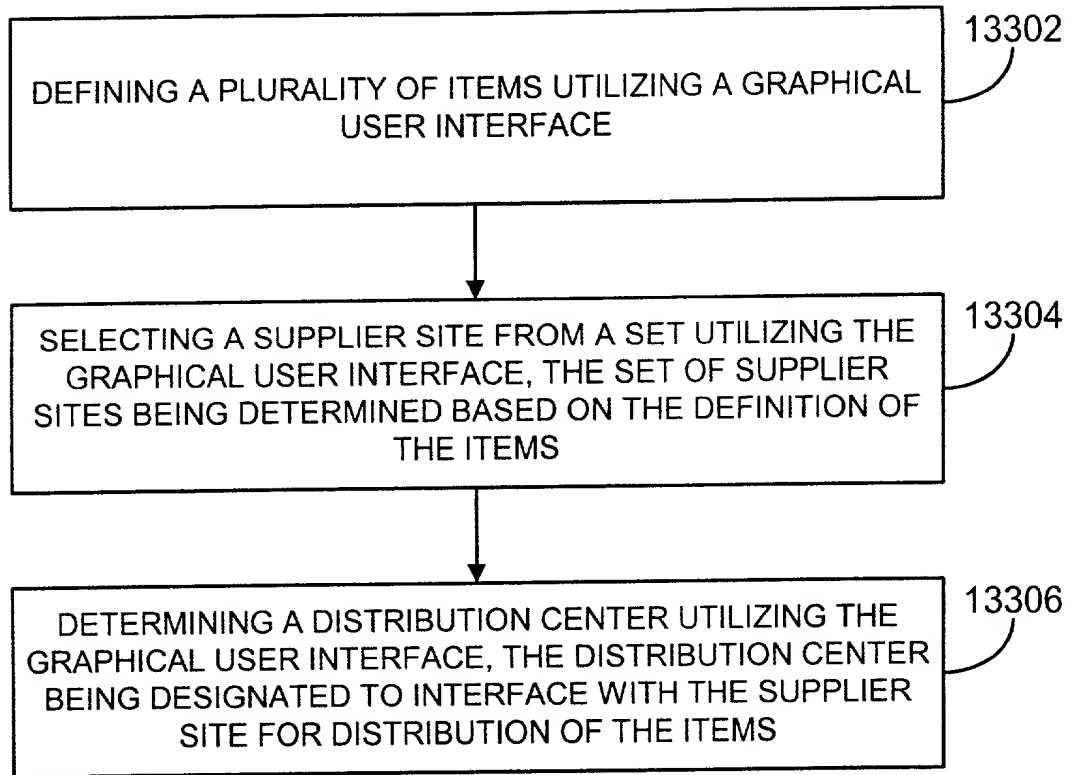 13302
DEFINING A PLURALITY OF ITEMS UTILIZING A GRAPHICAL
USER INTERFACE
13304
SELECTING A SUPPLIER SITE FROM A SET UTILIZING THE
GRAPHICAL USER INTERFACE, THE SET OF SUPPLIER
SITES BEING DETERMINED BASED ON THE DEFINITION OF
THE ITEMS
13306
DETERMINING A DISTRIBUTION CENTER UTILIZING THE
GRAPHICAL USER INTERFACE, THE DISTRIBUTION CENTER
BEING DESIGNATED TO INTERFACE WITH THE SUPPLIER
SITE FOR DISTRIBUTION OF THE ITEMS